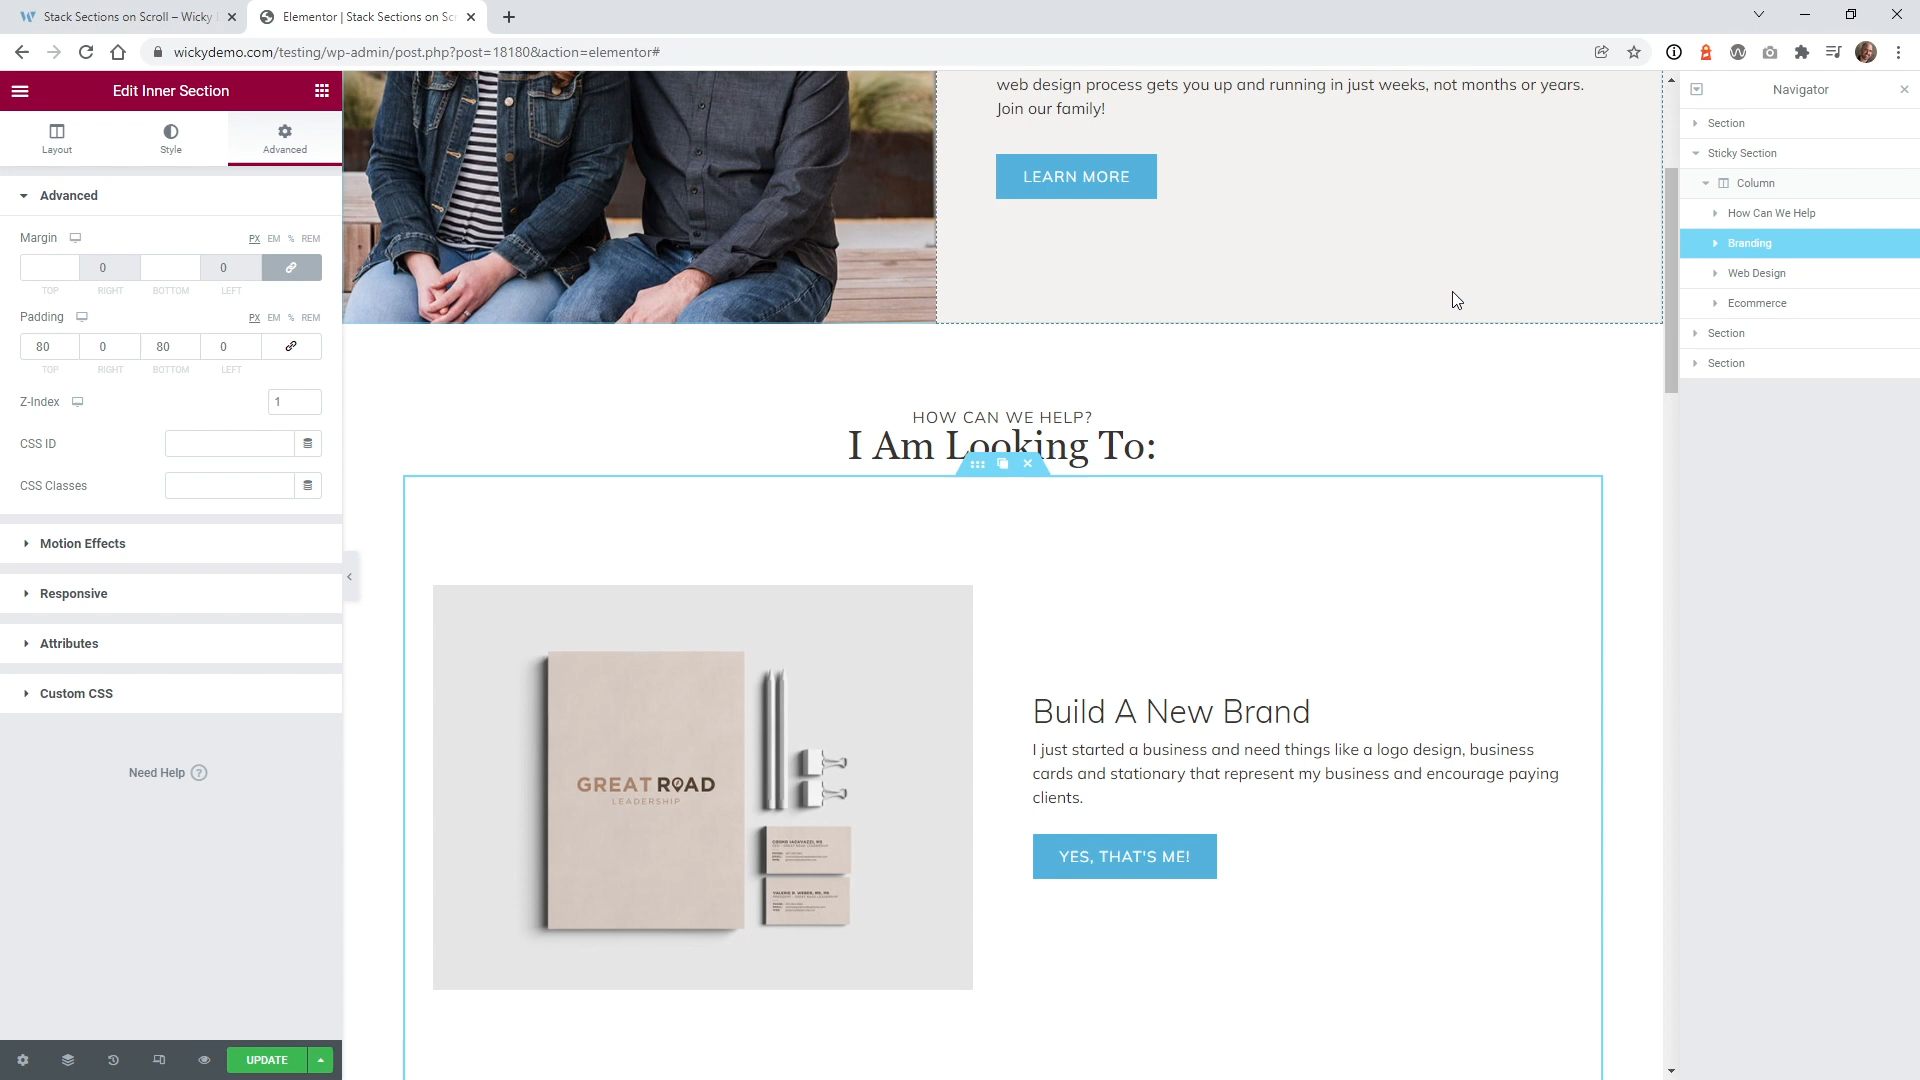 Stack Sections on Scroll – Wicky
Elementor | Stack Sections on Scr
wickydemo.com/testing/wp-admin/post.php?post=18180&action=elementor#
Edit Inner Section
Layout
Style
Advanced
Advanced
Margin
PX EM % REM
0 0
TOP RIGHT BOTTOM LEFT
Padding
PX EM % REM
80 0 80 0
TOP RIGHT BOTTOM LEFT
Z-Index
1
CSS ID
CSS Classes
Motion Effects
Responsive
Attributes
Custom CSS
Need Help ?
UPDATE
web design process gets you up and running in just weeks, not months or years.
Join our family!
LEARN MORE
HOW CAN WE HELP?
I Am Looking To:
GREAT ROAD
LEADERSHIP
Build A New Brand
I just started a business and need things like a logo design, business
cards and stationary that represent my business and encourage paying
clients.
YES, THAT'S ME!
Navigator
Section
Sticky Section
Column
How Can We Help
Branding
Web Design
Ecommerce
Section
Section